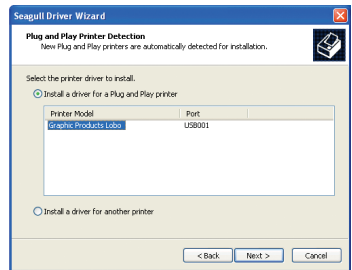 Seagull Driver Wizard
Plug and Play Printer Detection
New Plug and Play printers are automatically detected for installation.
Select the printer driver to install.
Install a driver for a Plug and Play printer
Printer Model Port
Graphic Products Lobo USB001
Install a driver for another printer
< Back Next > Cancel